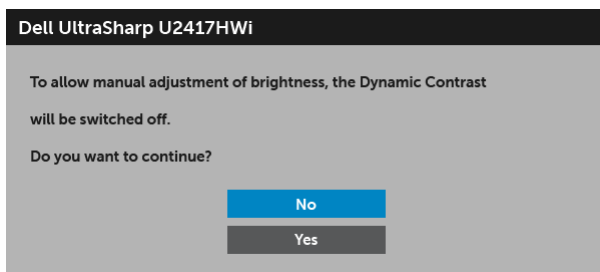 Dell UltraSharp U2417HWi
To allow manual adjustment of brightness, the Dynamic Contrast
will be switched off.
Do you want to continue?
No
Yes